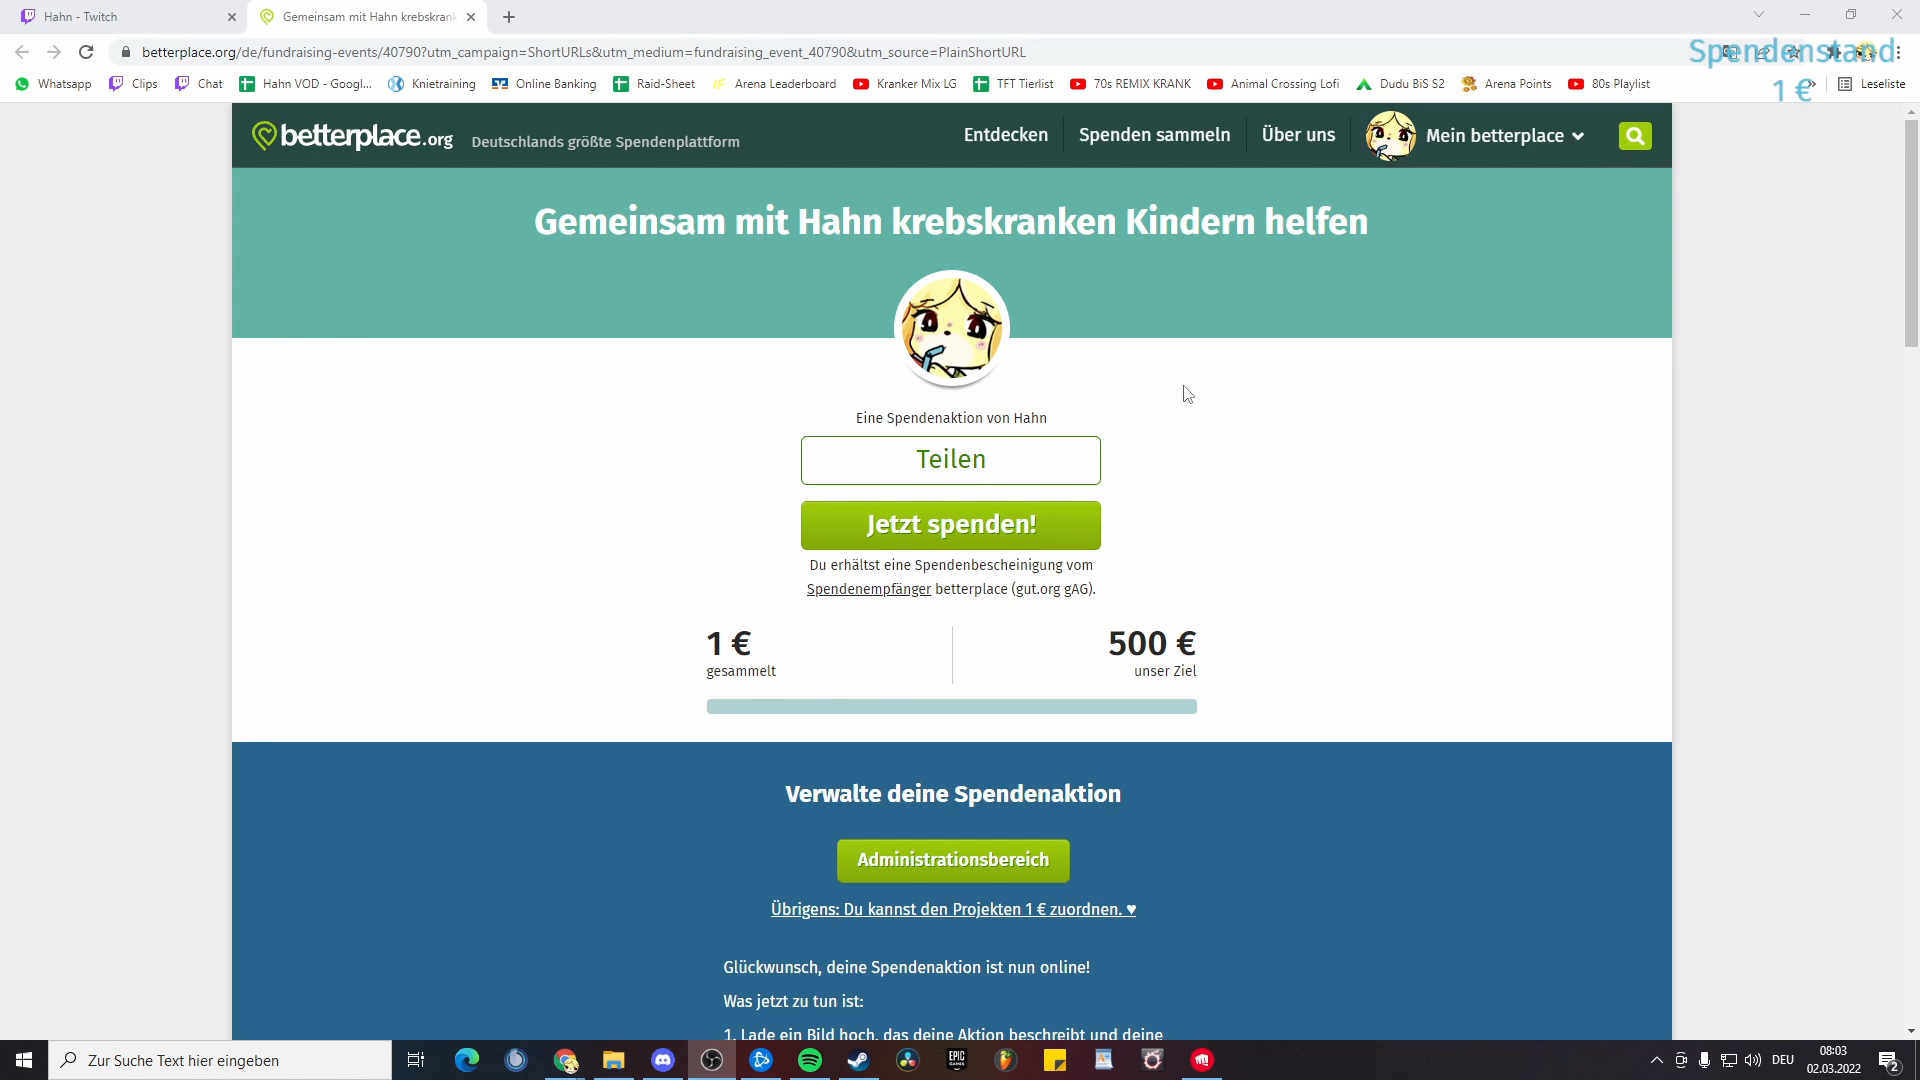 Hahn - Twitch
Gemeinsam mit Hahn krebskrank
betterplace.org/de/fundraising-events/40790?utm_campaign=ShortURLs&utm_medium=fundraising_event_40790&utm_source=PlainShortURL
Spendenstand
1 €
Whatsapp Clips Chat Hahn VOD - Googl... Knietraining Online Banking Raid-Sheet Arena Leaderboard Kranker Mix LG TFT Tierlist 70s REMIX KRANK Animal Crossing Lofi Dudu BiS S2 Arena Points 80s Playlist » Leseliste
betterplace.org Deutschlands größte Spendenplattform Entdecken Spenden sammeln Über uns Mein betterplace
Gemeinsam mit Hahn krebskranken Kindern helfen
Eine Spendenaktion von Hahn
Teilen
Jetzt spenden!
Du erhältst eine Spendenbescheinigung vom
Spendenempfänger betterplace (gut.org gAG).
1 € 500 €
gesammelt unser Ziel
Verwalte deine Spendenaktion
Administrationsbereich
Übrigens: Du kannst den Projekten 1 € zuordnen. ♥
Glückwunsch, deine Spendenaktion ist nun online!
Was jetzt zu tun ist:
1. Lade ein Bild hoch, das deine Aktion beschreibt und deine
Zur Suche Text hier eingeben
EPIC GAMES
DEU
08:03
02.03.2022
2